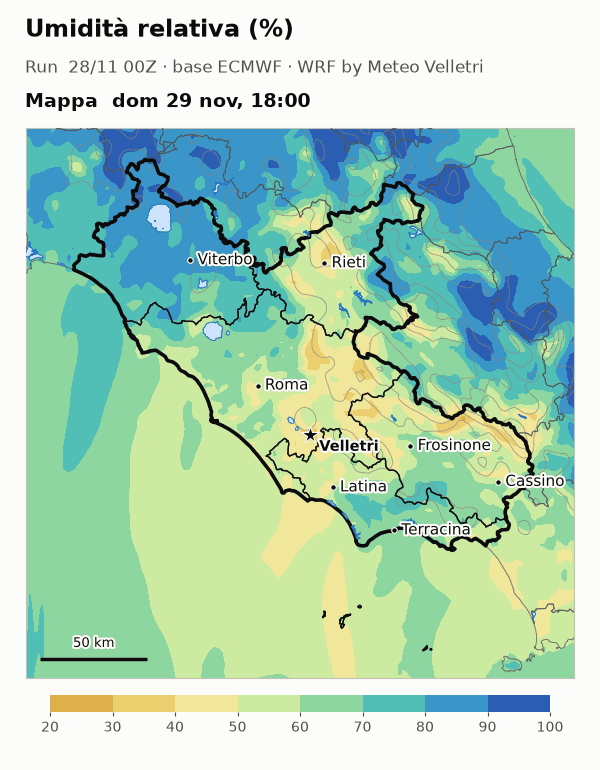 Umidità relativa (%)
Run 28/11 00Z · base ECMWF · WRF by Meteo Velletri
Mappa dom 29 nov, 18:00
Viterbo
Rieti
Roma
Velletri
Frosinone
Cassino
Latina
Terracina
50 km
20 30 40 50 60 70 80 90 100